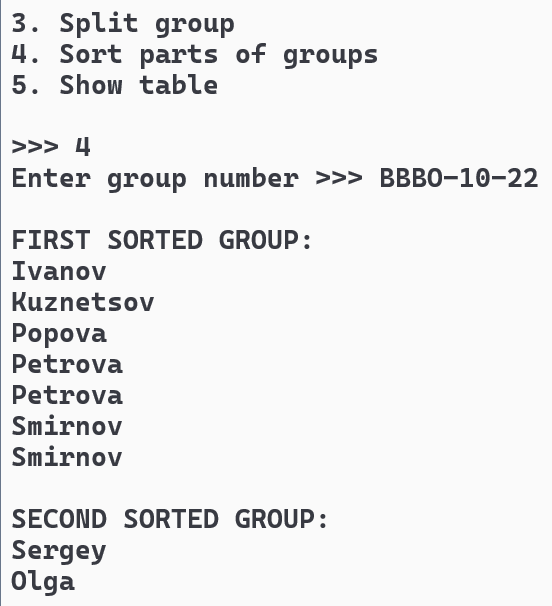 3. Split group
4. Sort parts of groups
5. Show table
>>> 4
Enter group number >>> BBBO-10-22
FIRST SORTED GROUP:
Ivanov
Kuznetsov
Popova
Petrova
Petrova
Smirnov
Smirnov
SECOND SORTED GROUP:
Sergey
Olga